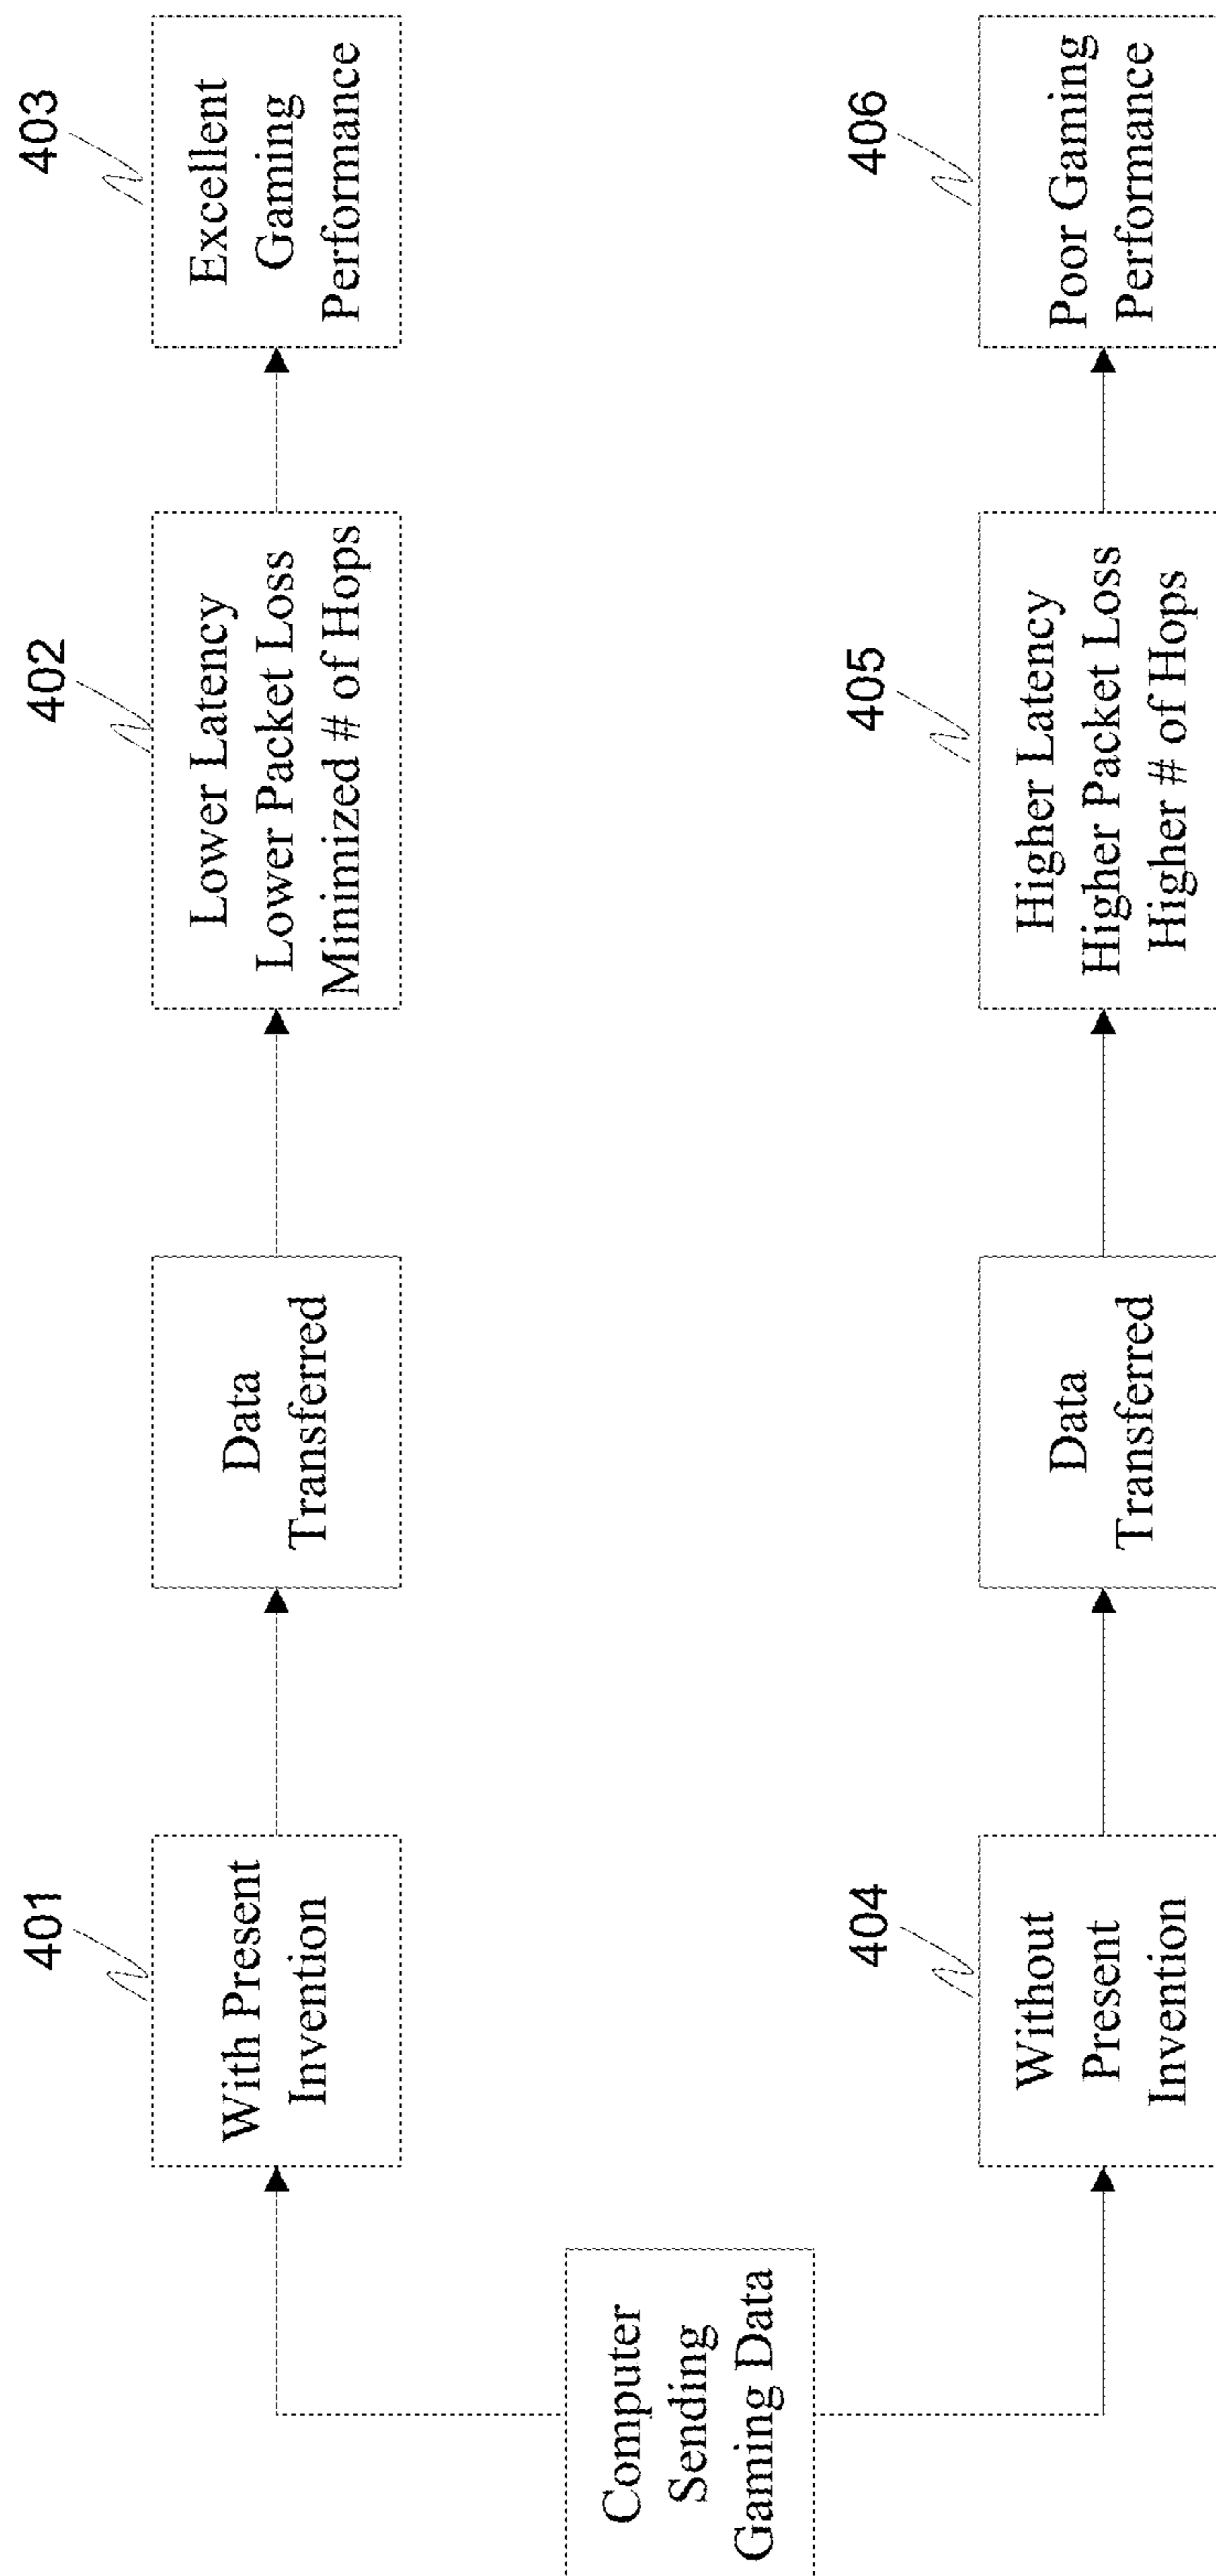 Computer
Sending
Gaming Data
401
With Present
Invention
Data
Transferred
402
Lower Latency
Lower Packet Loss
Minimized # of Hops
403
Excellent
Gaming
Performance
404
Without
Present
Invention
Data
Transferred
405
Higher Latency
Higher Packet Loss
Higher # of Hops
406
Poor Gaming
Performance